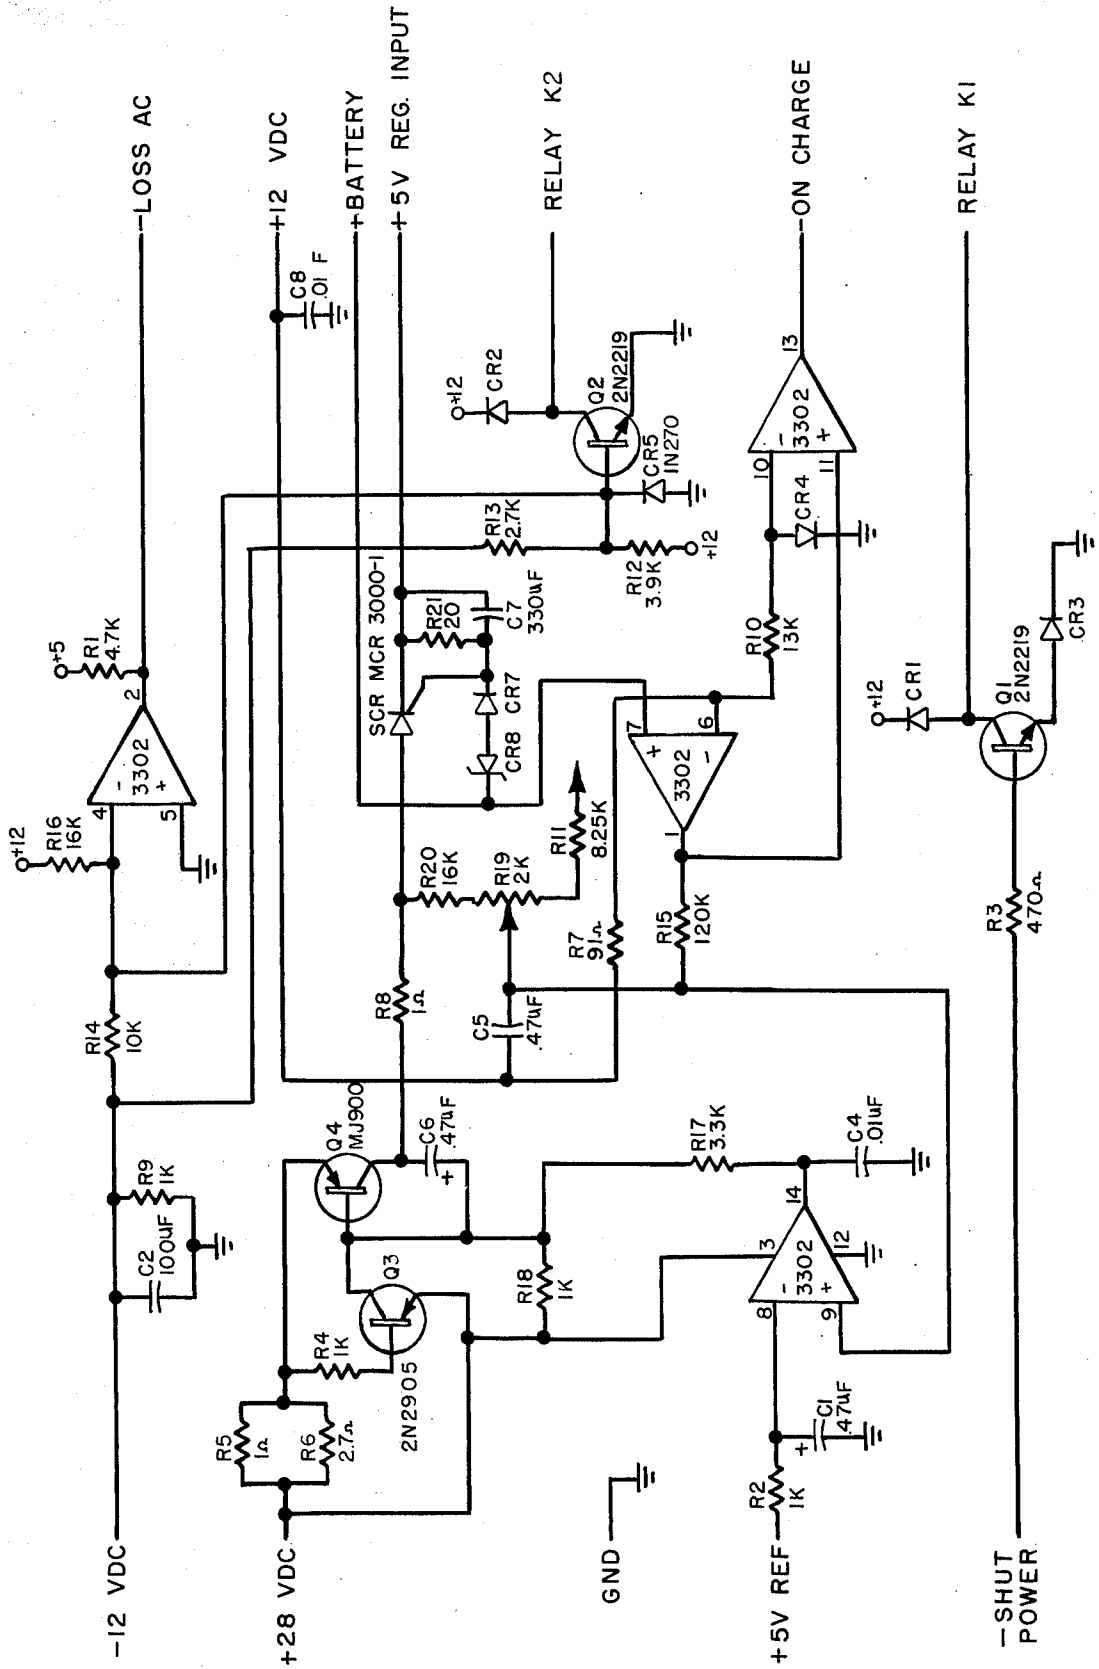 -12 VDC
C2
100uF
R9
1K
R14
10K
+12
R16
16K
4
5
-
3302
+
2
+5
R1
4.7K
-LOSS AC
+28 VDC
R5
1Ω
R6
2.7Ω
R4
1K
2N2905
Q3
Q4
MJ900
C6
.47uF
+
R8
1Ω
R20
16K
R19
2K
R11
8.25K
C5
.47uF
SCR MCR 3000-1
R21
20
C7
330uF
CR8
CR7
C8
.01 F
+12 VDC
+BATTERY
+5V REG. INPUT
R13
2.7K
R12
3.9K
+12
CR5
1N270
Q2
2N2219
+12
CR2
RELAY K2
GND
R18
1K
R17
3.3K
R7
91Ω
R15
120K
1
3302
+
-
7
6
R10
13K
CR4
10
11
-
3302
+
13
-ON CHARGE
+5V REF
R2
1K
+
C1
.47uF
8
9
-
3302
+
3
12
14
C4
.01uF
-SHUT
POWER
R3
470Ω
Q1
2N2219
+12
CR1
CR3
RELAY K1